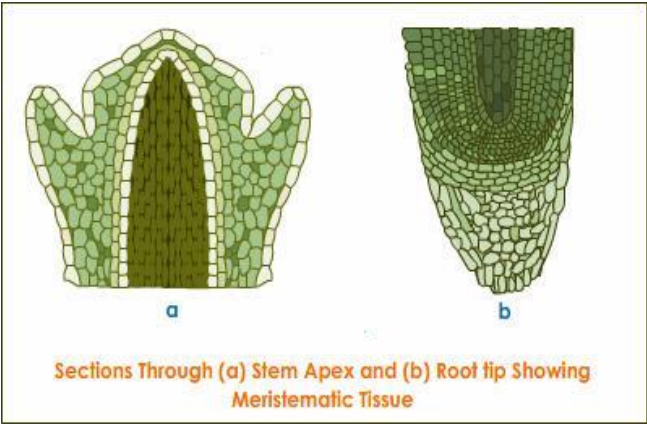 a
b
Sections Through (a) Stem Apex and (b) Root tip Showing
Meristematic Tissue